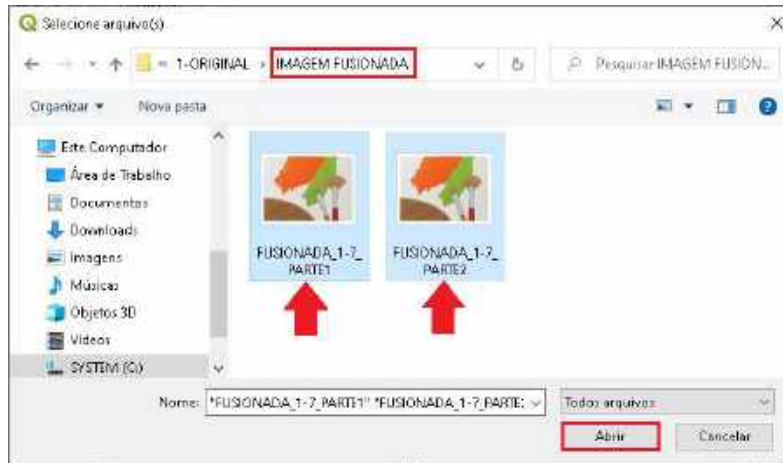 Selecione arquivo(s)
1-ORIGINAL > IMAGEM FUSIONADA
Pesquisar IMAGEM FUSION...
Organizar
Nova pasta
Este Computador
Área de Trabalho
Documentos
Downloads
Imagens
Músicas
Objetos 3D
Vídeos
SYSTEM (C:)
FUSIONADA_1-7_
PARTE1
FUSIONADA_1-7_
PARTE2
Nome: "FUSIONADA_1-7_PARTE1" "FUSIONADA_1-7_PARTE:
Todos arquivos
Abrir
Cancelar